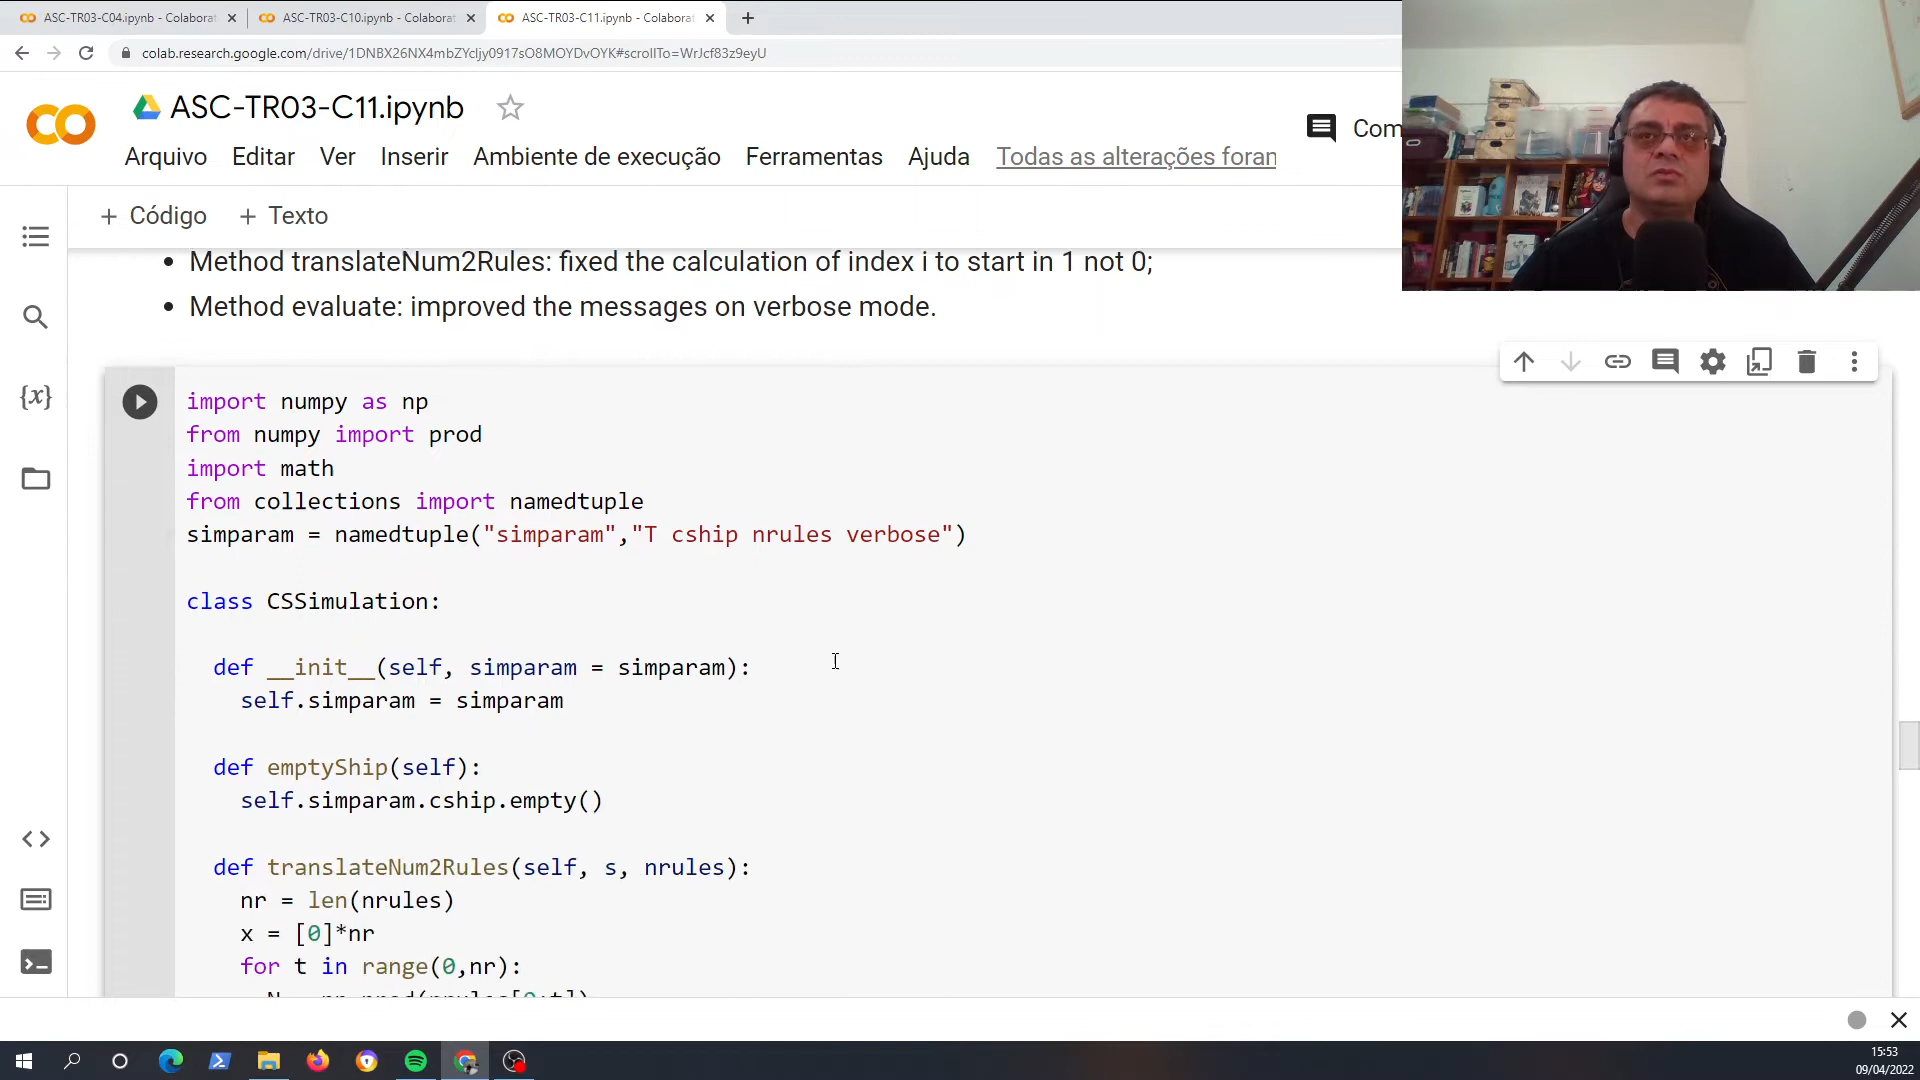 ASC-TR03-C04.ipynb - Colaborat
ASC-TR03-C10.ipynb - Colaborat
ASC-TR03-C11.ipynb - Colaborat
colab.research.google.com/drive/1DNBX26NX4mbZYcIjy0917sO8MOYDvOYK#scrollTo=WrJcf83z9eyU
ASC-TR03-C11.ipynb
Com
Arquivo Editar Ver Inserir Ambiente de execução Ferramentas Ajuda Todas as alterações foran
+ Código + Texto
• Method translateNum2Rules: fixed the calculation of index i to start in 1 not 0;
• Method evaluate: improved the messages on verbose mode.
import numpy as np
from numpy import prod
import math
from collections import namedtuple
simparam = namedtuple("simparam","T cship nrules verbose")
class CSSimulation:
def __init__(self, simparam = simparam):
self.simparam = simparam
def emptyShip(self):
self.simparam.cship.empty()
def translateNum2Rules(self, s, nrules):
nr = len(nrules)
x = [0]*nr
for t in range(0,nr):
15:53
09/04/2022